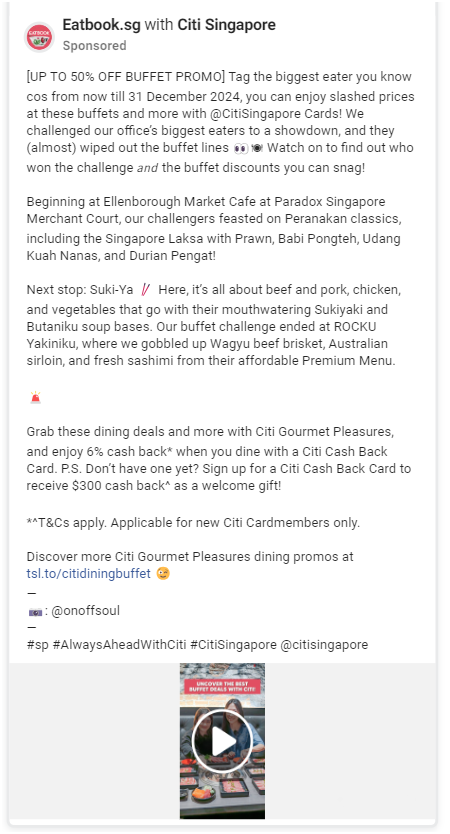 EATBOOK
Eatbook.sg with Citi Singapore
Sponsored
[UP TO 50% OFF BUFFET PROMO] Tag the biggest eater you know
cos from now till 31 December 2024, you can enjoy slashed prices
at these buffets and more with @CitiSingapore Cards! We
challenged our office's biggest eaters to a showdown, and they
(almost) wiped out the buffet lines 👀🍽 Watch on to find out who
won the challenge and the buffet discounts you can snag!
Beginning at Ellenborough Market Cafe at Paradox Singapore
Merchant Court, our challengers feasted on Peranakan classics,
including the Singapore Laksa with Prawn, Babi Pongteh, Udang
Kuah Nanas, and Durian Pengat!
Next stop: Suki-Ya 🥢 Here, it's all about beef and pork, chicken,
and vegetables that go with their mouthwatering Sukiyaki and
Butaniku soup bases. Our buffet challenge ended at ROCKU
Yakiniku, where we gobbled up Wagyu beef brisket, Australian
sirloin, and fresh sashimi from their affordable Premium Menu.
🚨
Grab these dining deals and more with Citi Gourmet Pleasures,
and enjoy 6% cash back* when you dine with a Citi Cash Back
Card. P.S. Don't have one yet? Sign up for a Citi Cash Back Card to
receive $300 cash back^ as a welcome gift!
*^T&Cs apply. Applicable for new Citi Cardmembers only.
Discover more Citi Gourmet Pleasures dining promos at
tsl.to/citidiningbuffet 😉
—
📷: @onoffsoul
—
#sp #AlwaysAheadWithCiti #CitiSingapore @citisingapore
UNCOVER THE BEST
BUFFET DEALS WITH CITI